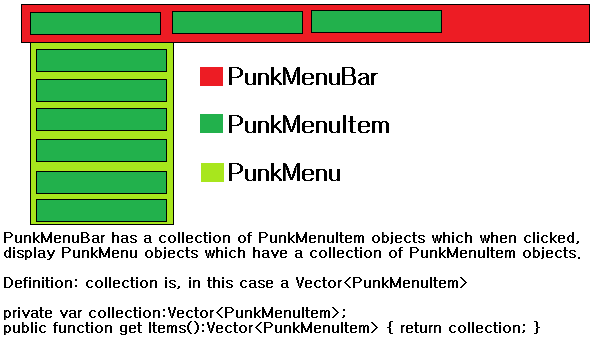 PunkMenuBar
PunkMenuItem
PunkMenu
PunkMenuBar has a collection of PunkMenuItem objects which when clicked,
display PunkMenu objects which have a collection of PunkMenuItem objects.
Definition: collection is, in this case a Vector<PunkMenuItem>
private var collection:Vector<PunkMenuItem>;
public function get Items():Vector<PunkMenuItem> { return collection; }